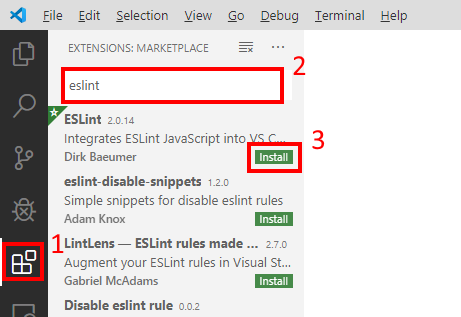 File Edit Selection View Go Debug Terminal Help
EXTENSIONS: MARKETPLACE ...
2
eslint
ESLint 2.0.14
3
Integrates ESLint JavaScript into VS C...
Dirk Baeumer Install
eslint-disable-snippets 1.2.0
Simple snippets for disable eslint rules
Adam Knox Install
1
LintLens — ESLint rules made ... 2.7.0
Augment your ESLint rules in Visual St...
Gabriel McAdams Install
Disable eslint rule 0.0.2